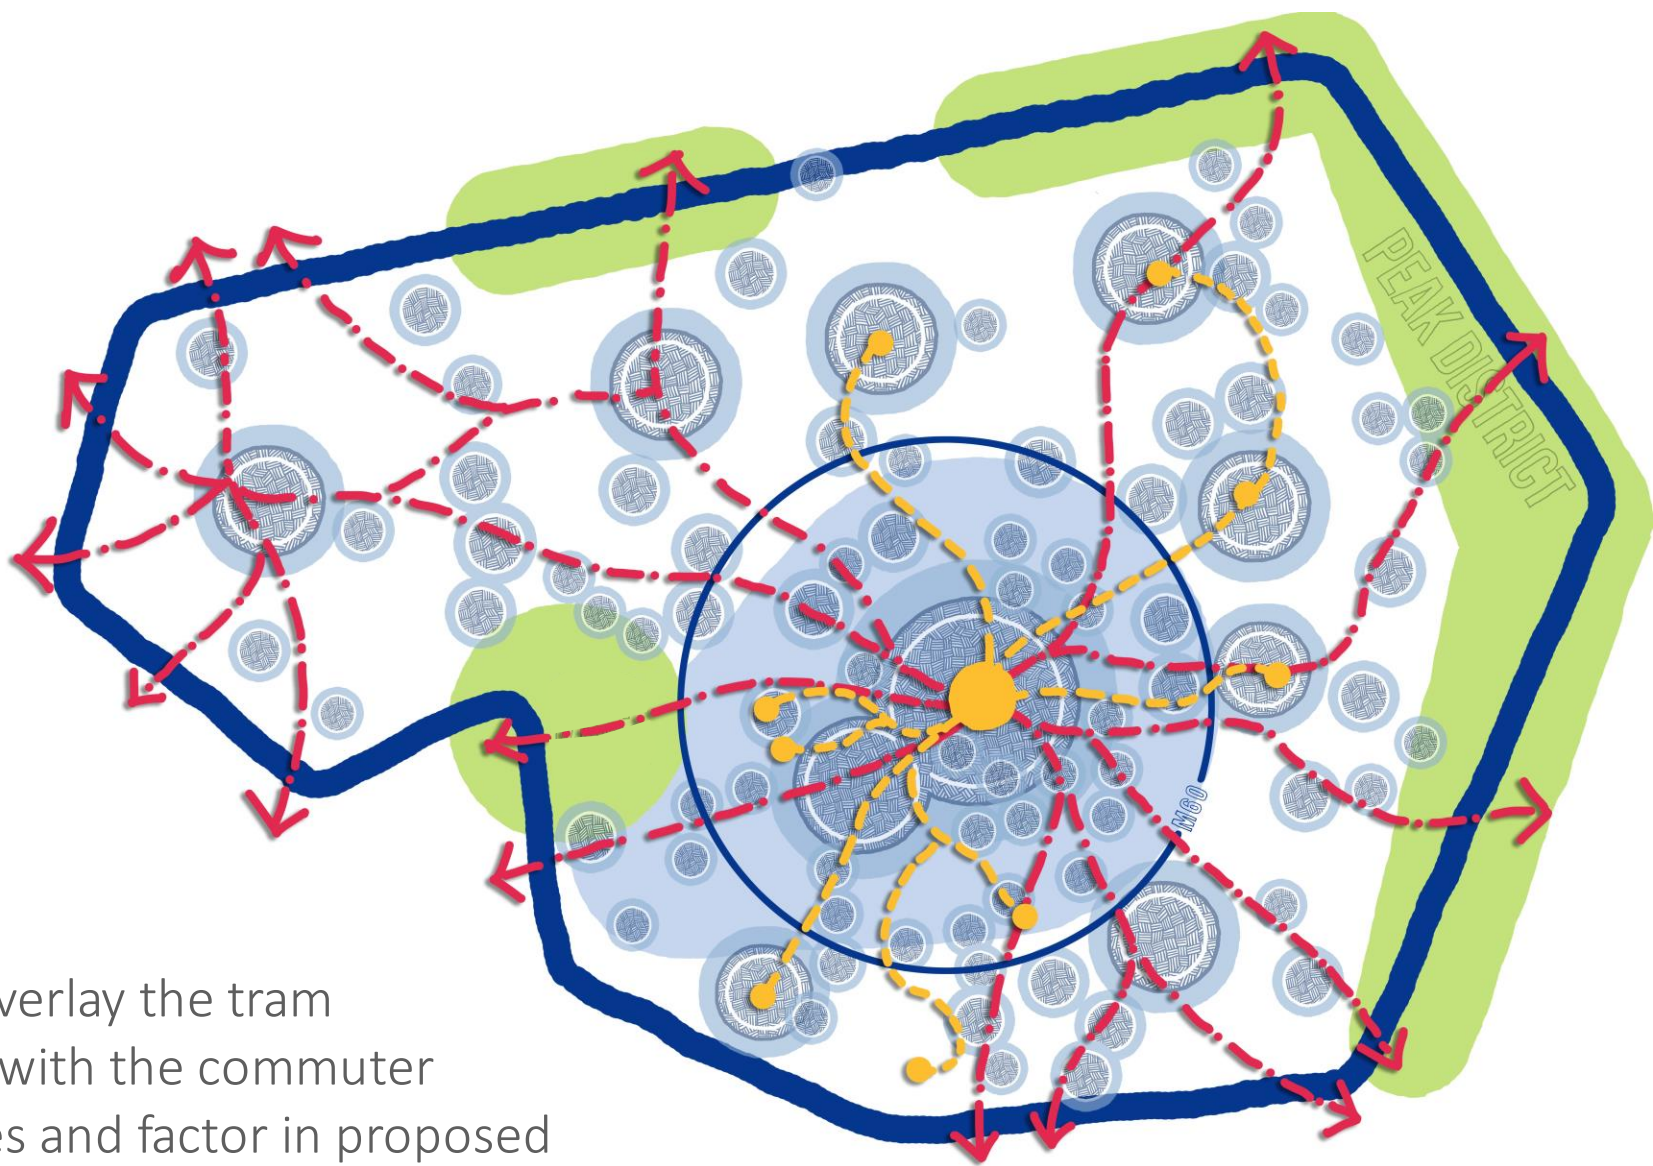 PEAK DISTRICT
M60
verlay the tram
with the commuter
es and factor in proposed